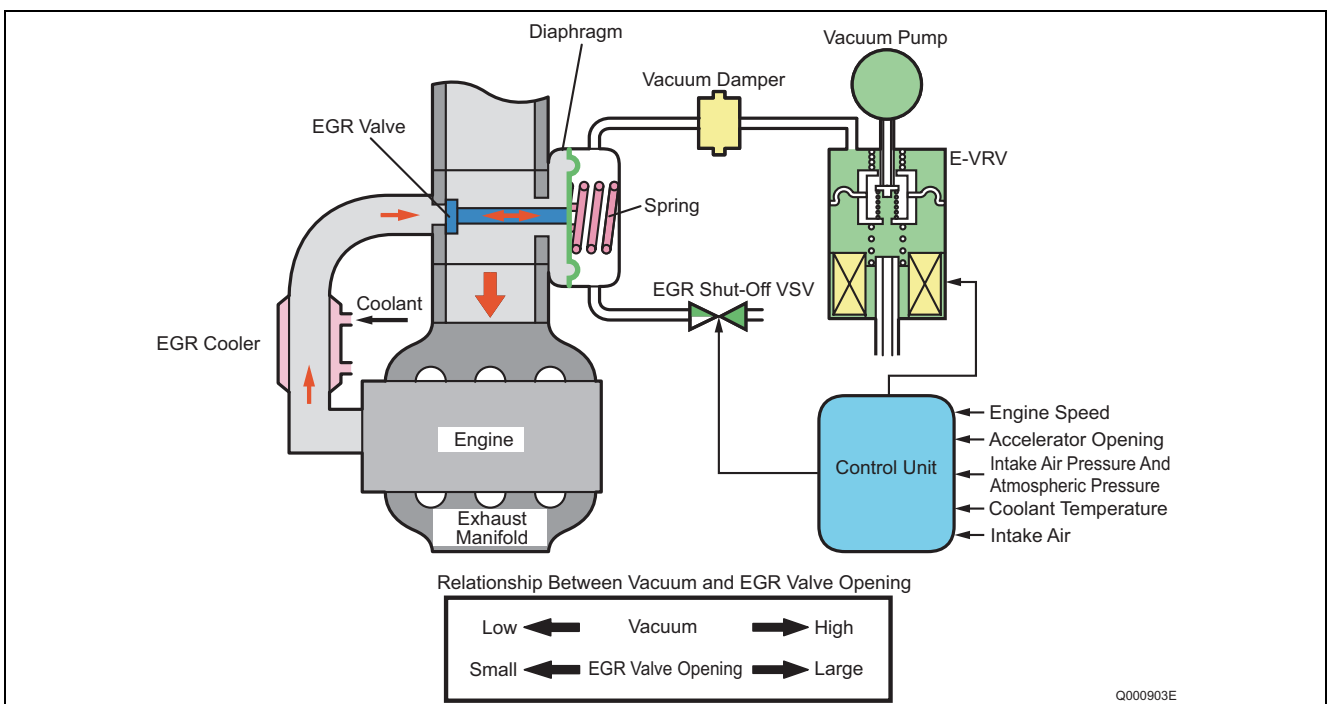 Diaphragm
Vacuum Pump
Vacuum Damper
EGR Valve
E-VRV
Spring
EGR Shut-Off VSV
Coolant
EGR Cooler
Engine
Exhaust
Manifold
Control Unit
Engine Speed
Accelerator Opening
Intake Air Pressure And
Atmospheric Pressure
Coolant Temperature
Intake Air
Relationship Between Vacuum and EGR Valve Opening
Low Vacuum High
Small EGR Valve Opening Large
Q000903E